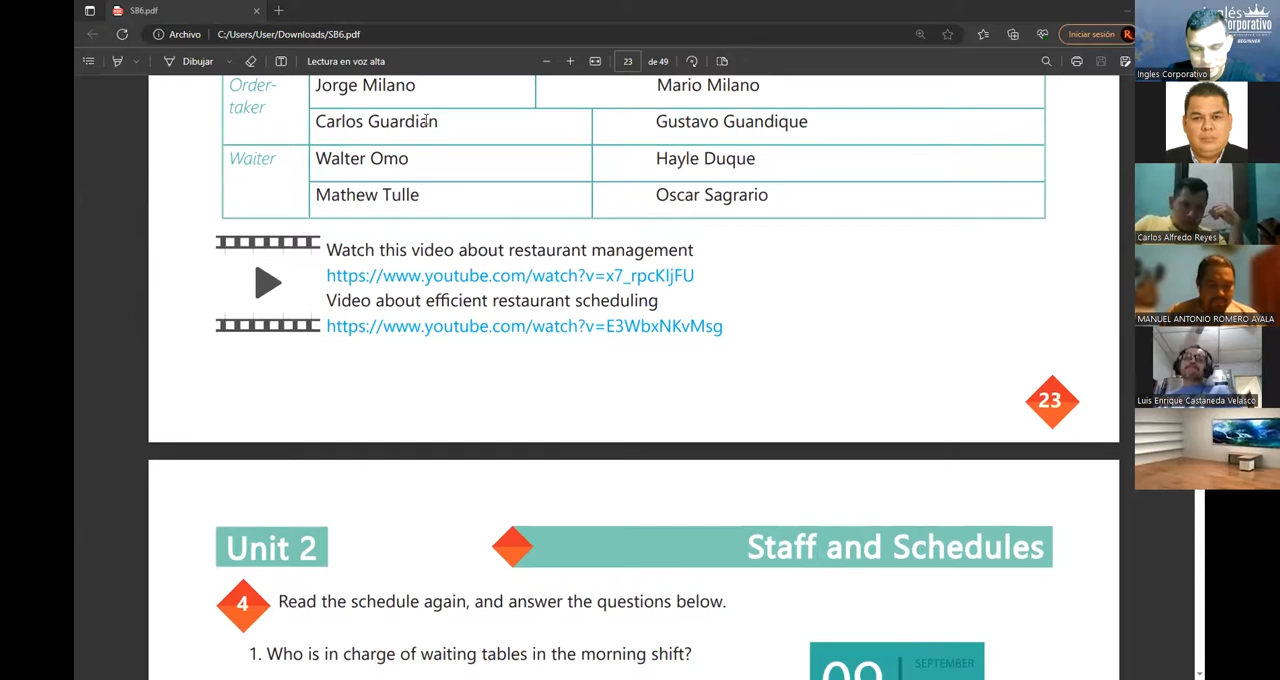 SB6.pdf
Archivo
C:/Users/User/Downloads/SB6.pdf
Iniciar sesión
R
Dibujar
Lectura en voz alta
23
de 49
Order-
taker
Jorge Milano
Mario Milano
Carlos Guardian
Gustavo Guandique
Waiter
Walter Omo
Hayle Duque
Mathew Tulle
Oscar Sagrario
Watch this video about restaurant management
https://www.youtube.com/watch?v=x7_rpcKIjFU
Video about efficient restaurant scheduling
https://www.youtube.com/watch?v=E3WbxNKvMsg
23
Unit 2
Staff and Schedules
4
Read the schedule again, and answer the questions below.
1. Who is in charge of waiting tables in the morning shift?
09
SEPTEMBER
BEGINNER
Ingles Corporativo
Carlos Alfredo Reyes
MANUEL ANTONIO ROMERO AYALA
Luis Enrique Castaneda Velasco